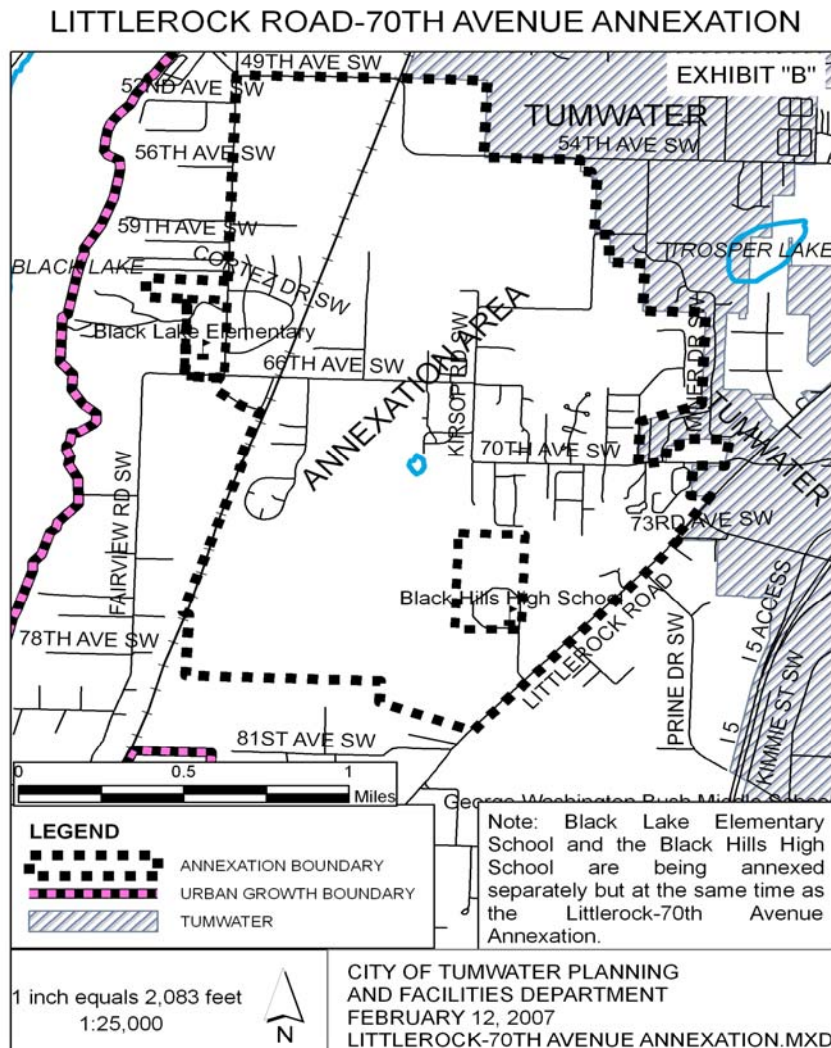 LITTLEROCK ROAD-70TH AVENUE ANNEXATION
49TH AVE SW
EXHIBIT "B"
52ND AVE SW
TUMWATER
54TH AVE SW
56TH AVE SW
59TH AVE SW
CORTEZ DR SW
TROSPER LAKE
BLACK LAKE
Black Lake Elementary
66TH AVE SW
ANNEXATION AREA
KIRSOP RD SW
MINER DR SW
TUMWATER
70TH AVE SW
73RD AVE SW
FAIRVIEW RD SW
Black Hills High School
LITTLEROCK ROAD
78TH AVE SW
PRINE DR SW
I 5 ACCESS
I 5
KIMMIE ST SW
81ST AVE SW
0 0.5 1
Miles
George Washington Bush Middle School
LEGEND
ANNEXATION BOUNDARY
URBAN GROWTH BOUNDARY
TUMWATER
Note: Black Lake Elementary
School and the Black Hills High
School are being annexed
separately but at the same time as
the Littlerock-70th Avenue
Annexation.
1 inch equals 2,083 feet
1:25,000
N
CITY OF TUMWATER PLANNING
AND FACILITIES DEPARTMENT
FEBRUARY 12, 2007
LITTLEROCK-70TH AVENUE ANNEXATION.MXD